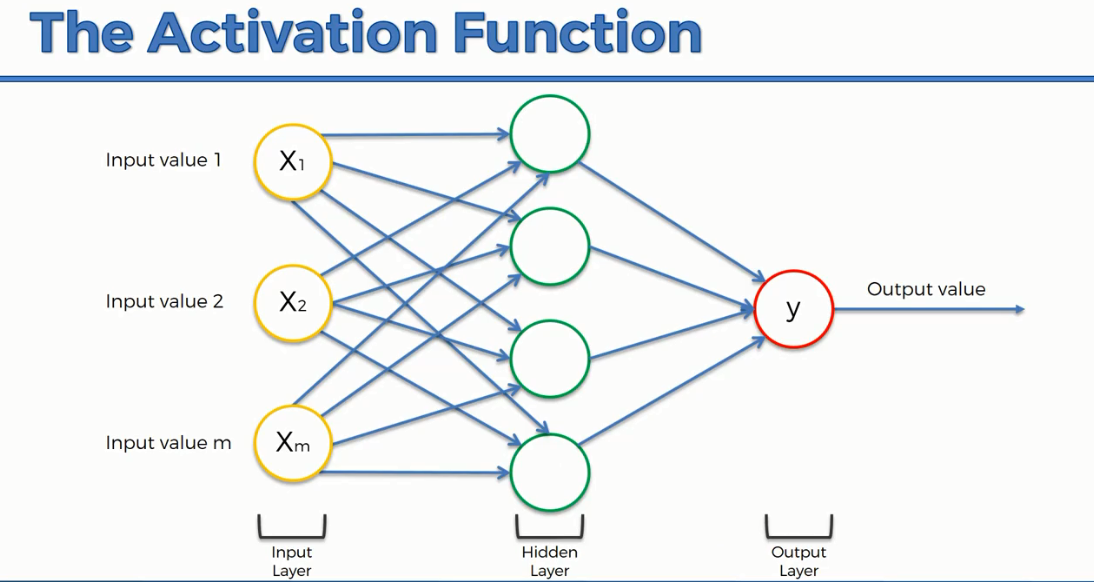 The Activation Function
Input value 1
X1
Input value 2
X2
Input value m
Xm
y
Output value
Input
Layer
Hidden
Layer
Output
Layer